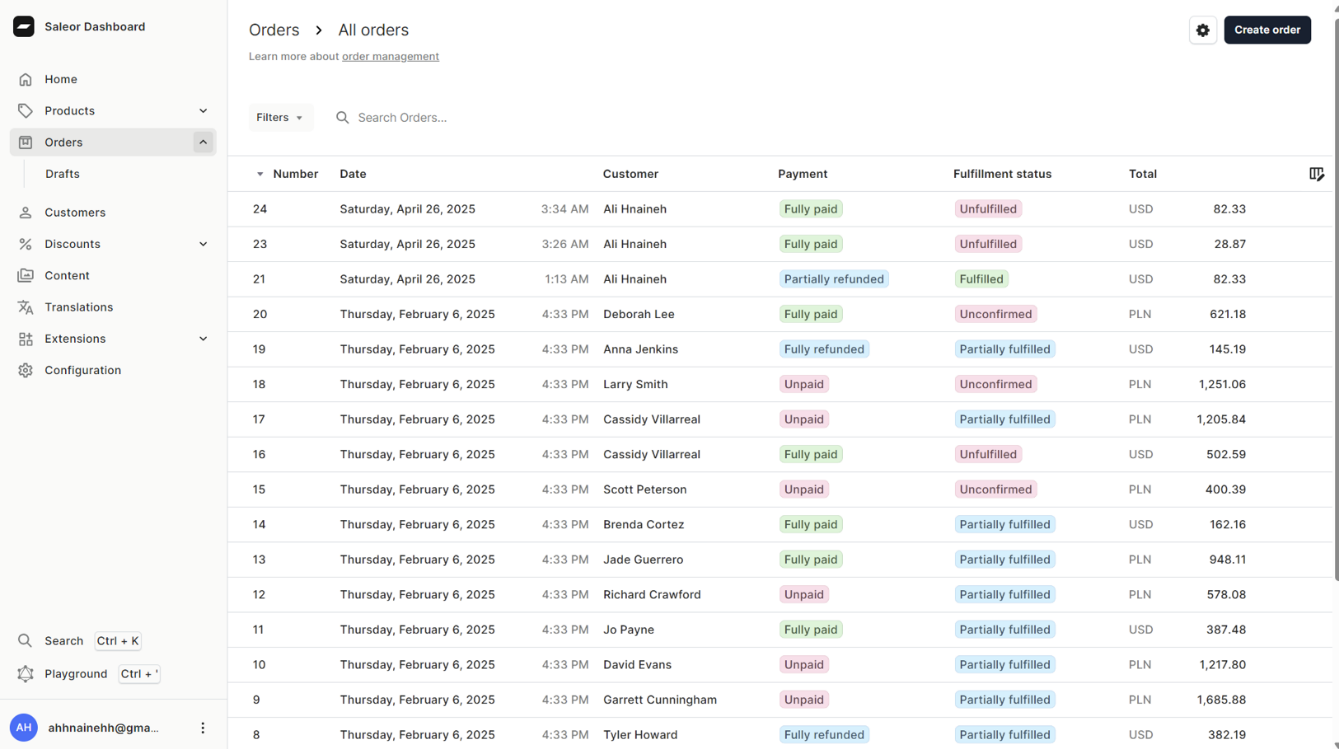 Saleor Dashboard
Home
Products
Orders
Drafts
Customers
Discounts
Content
Translations
Extensions
Configuration
Search Ctrl + K
Playground Ctrl + '
AH ahhnainehh@gma...
Orders > All orders
Create order
Learn more about order management
Filters
Search Orders...
Number Date Customer Payment Fulfillment status Total
24 Saturday, April 26, 2025 3:34 AM Ali Hnaineh Fully paid Unfulfilled USD 82.33
23 Saturday, April 26, 2025 3:26 AM Ali Hnaineh Fully paid Unfulfilled USD 28.87
21 Saturday, April 26, 2025 1:13 AM Ali Hnaineh Partially refunded Fulfilled USD 82.33
20 Thursday, February 6, 2025 4:33 PM Deborah Lee Fully paid Unconfirmed PLN 621.18
19 Thursday, February 6, 2025 4:33 PM Anna Jenkins Fully refunded Partially fulfilled USD 145.19
18 Thursday, February 6, 2025 4:33 PM Larry Smith Unpaid Unconfirmed PLN 1,251.06
17 Thursday, February 6, 2025 4:33 PM Cassidy Villarreal Unpaid Partially fulfilled PLN 1,205.84
16 Thursday, February 6, 2025 4:33 PM Cassidy Villarreal Fully paid Unfulfilled USD 502.59
15 Thursday, February 6, 2025 4:33 PM Scott Peterson Unpaid Unconfirmed PLN 400.39
14 Thursday, February 6, 2025 4:33 PM Brenda Cortez Fully paid Partially fulfilled USD 162.16
13 Thursday, February 6, 2025 4:33 PM Jade Guerrero Fully paid Partially fulfilled PLN 948.11
12 Thursday, February 6, 2025 4:33 PM Richard Crawford Unpaid Partially fulfilled PLN 578.08
11 Thursday, February 6, 2025 4:33 PM Jo Payne Fully paid Partially fulfilled USD 387.48
10 Thursday, February 6, 2025 4:33 PM David Evans Unpaid Partially fulfilled PLN 1,217.80
9 Thursday, February 6, 2025 4:33 PM Garrett Cunningham Unpaid Partially fulfilled PLN 1,685.88
8 Thursday, February 6, 2025 4:33 PM Tyler Howard Fully refunded Partially fulfilled USD 382.19